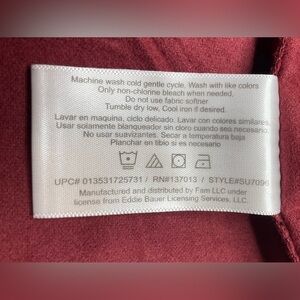 Machine wash cold gentle cycle. Wash with like colors
Only non-chlorine bleach when needed.
Do not use fabric softner
Tumble dry low, Cool iron if desired.
Lavar en maquina, ciclo delicado. Lavar con colores similares
Usar solamente blanqueador sin cloro cuando sea necesario.
No usar suavizantes. Secar a temperatura baja
Planchar en tibio si es necesario
UPC# 013531725731 / RN#137013 / STYLE#SU7096
Manufactured and distributed by Fam LLC under
license from Eddie Bauer Licensing Services, LLC.